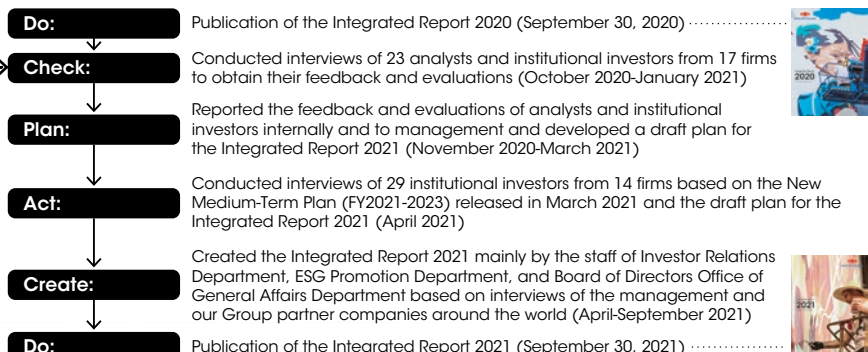 Do:
Publication of the Integrated Report 2020 (September 30, 2020)
Check:
Conducted interviews of 23 analysts and institutional investors from 17 firms
to obtain their feedback and evaluations (October 2020-January 2021)
Plan:
Reported the feedback and evaluations of analysts and institutional
investors internally and to management and developed a draft plan for
the Integrated Report 2021 (November 2020-March 2021)
Act:
Conducted interviews of 29 institutional investors from 14 firms based on the New
Medium-Term Plan (FY2021-2023) released in March 2021 and the draft plan for the
Integrated Report 2021 (April 2021)
Create:
Created the Integrated Report 2021 mainly by the staff of Investor Relations
Department, ESG Promotion Department, and Board of Directors Office of
General Affairs Department based on interviews of the management and
our Group partner companies around the world (April-September 2021)
Do:
Publication of the Integrated Report 2021 (September 30, 2021)
2020
2021